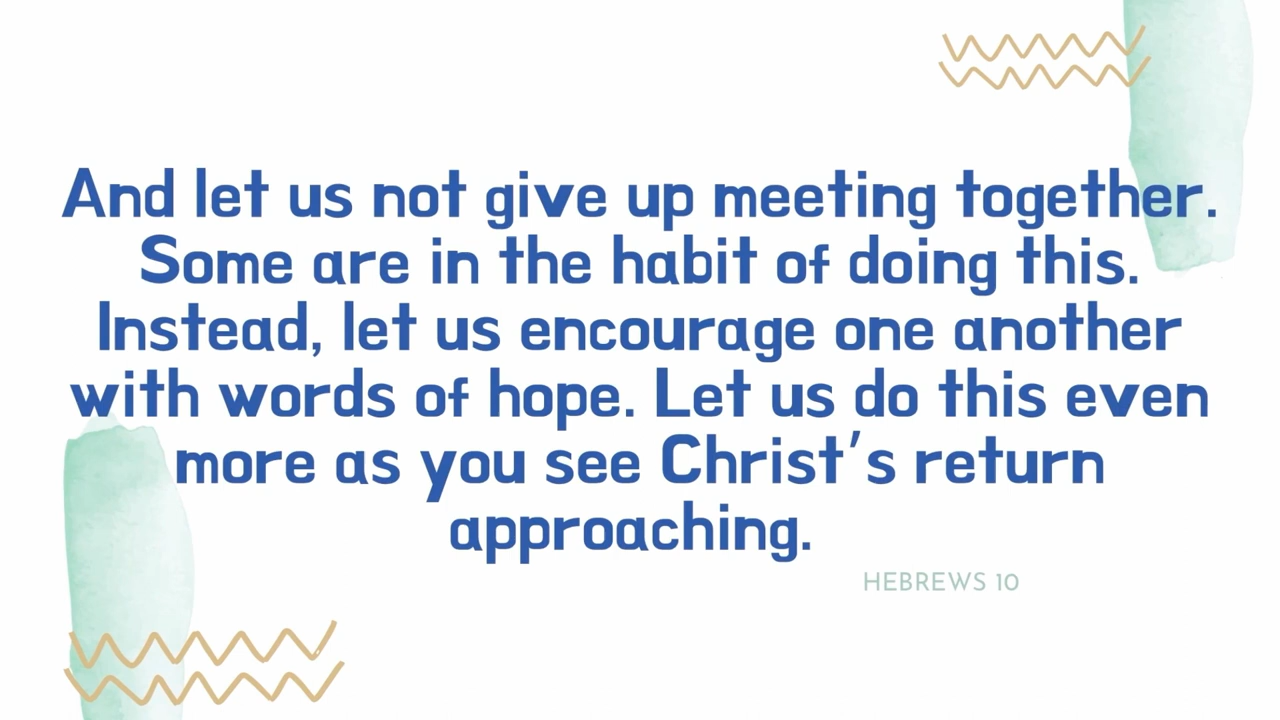 And let us not give up meeting together.
Some are in the habit of doing this.
Instead, let us encourage one another
with words of hope. Let us do this even
more as you see Christ's return
approaching.
HEBREWS 10